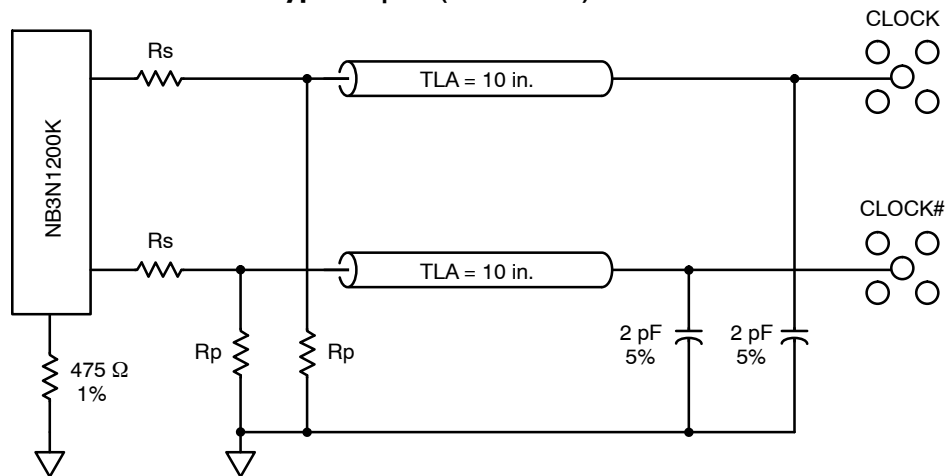 CLOCK
Rs
TLA = 10 in.
NB3N1200K
CLOCK#
Rs
TLA = 10 in.
2 pF
5%
2 pF
5%
Rp
Rp
475 Ω
1%